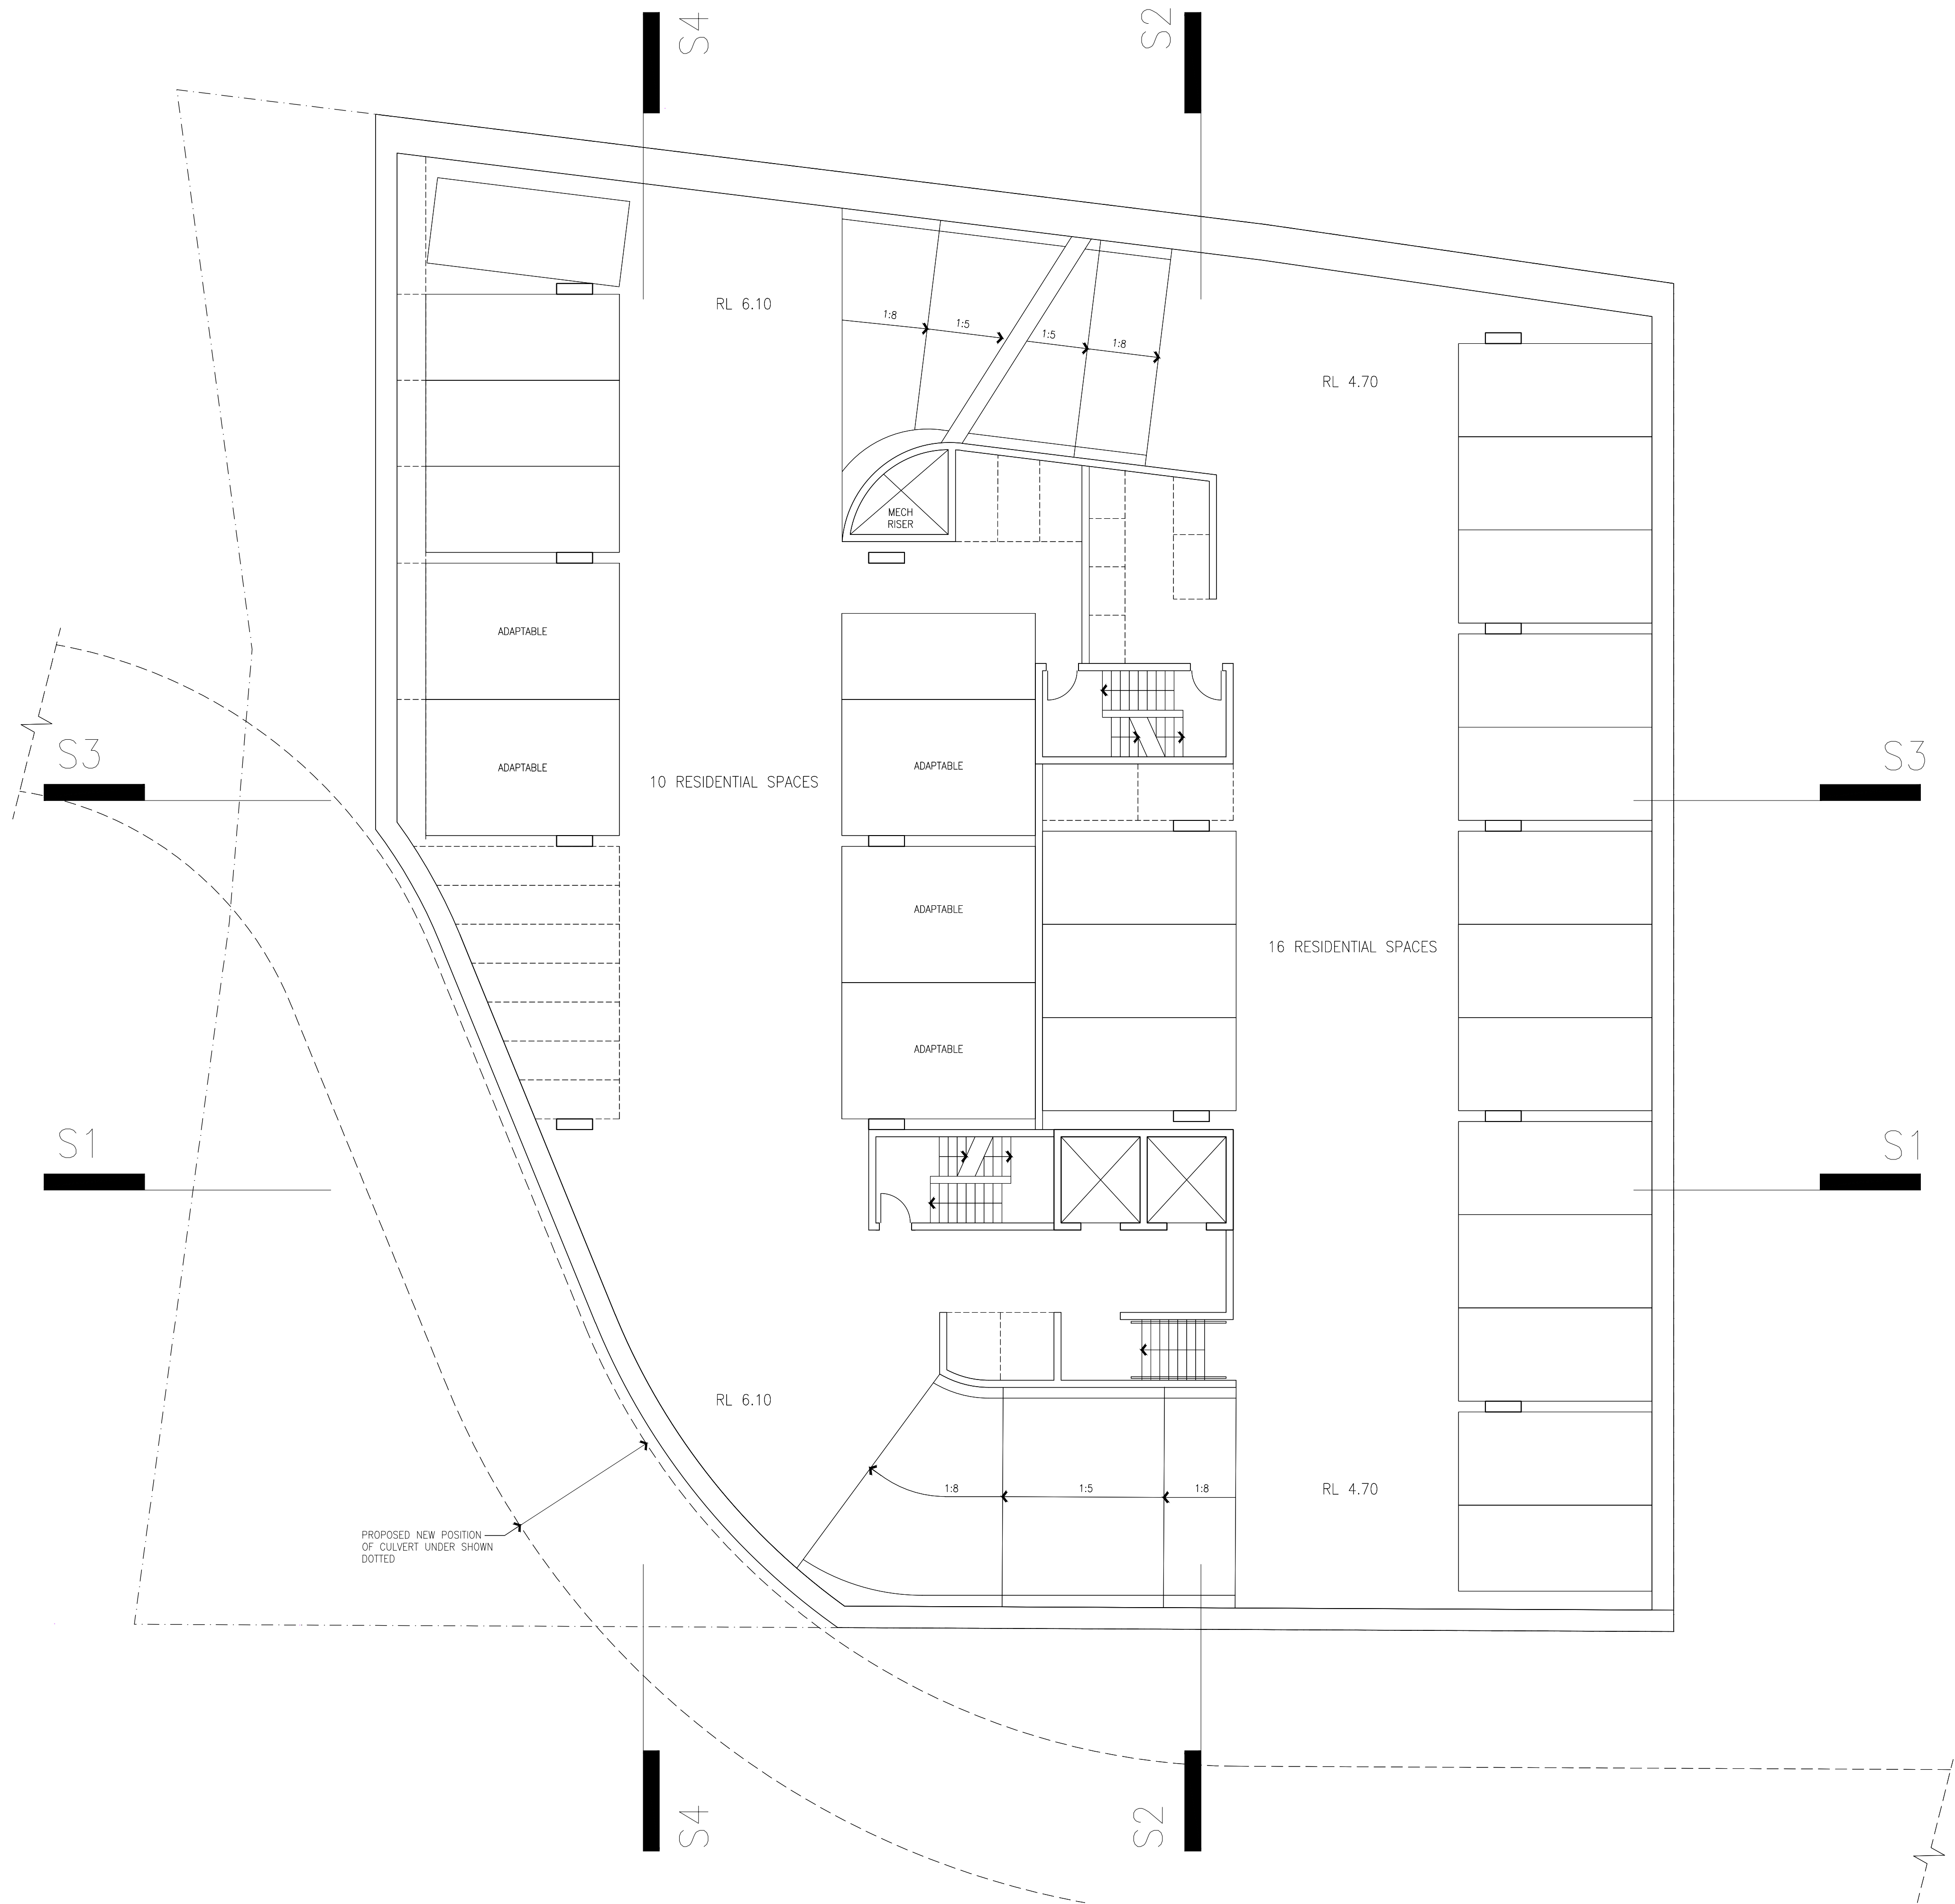 S4
S2
RL 6.10
1:8
1:5
1:5
1:8
RL 4.70
MECH
RISER
ADAPTABLE
S3
S3
ADAPTABLE
ADAPTABLE
10 RESIDENTIAL SPACES
ADAPTABLE
16 RESIDENTIAL SPACES
ADAPTABLE
S1
S1
RL 6.10
1:8
1:5
1:8
RL 4.70
PROPOSED NEW POSITION
OF CULVERT UNDER SHOWN
DOTTED
S4
S2